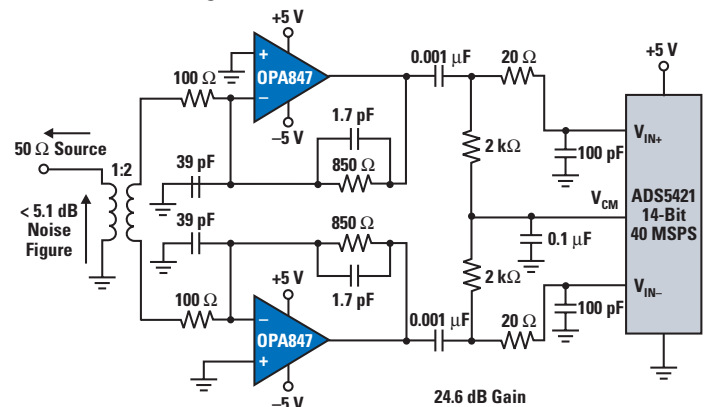 +5 V
0.001 µF
20 Ω
+5 V
100 Ω
+
OPA847
−
−5 V
1.7 pF
50 Ω Source
1:2
39 pF
850 Ω
2 kΩ
100 pF
VIN+
< 5.1 dB
Noise
Figure
VCM
ADS5421
14-Bit
40 MSPS
39 pF
850 Ω
0.1 µF
+5 V
1.7 pF
2 kΩ
VIN−
100 Ω
−
OPA847
+
0.001 µF
20 Ω
100 pF
−5 V
24.6 dB Gain